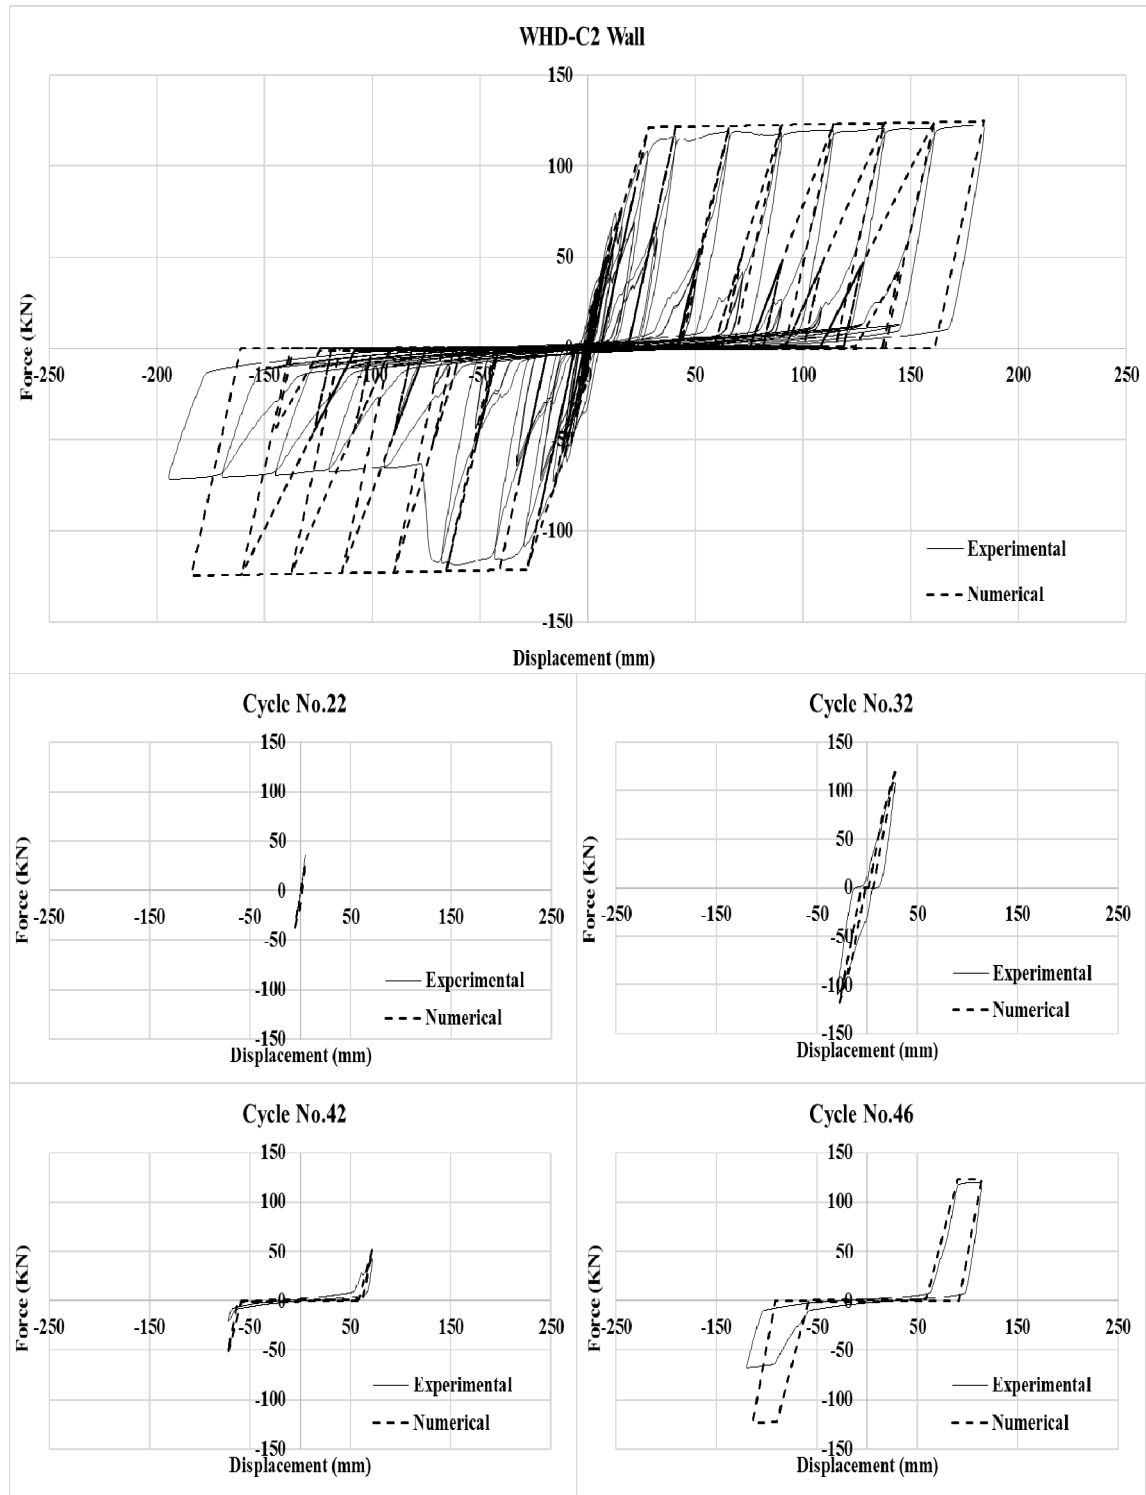 WHD-C2 Wall
150
100
50
0
-250 -200 -150 -100 -50 50 100 150 200 250
-100
-150
Force (KN)
Experimental
Numerical
Displacement (mm)
Cycle No.22
150
100
50
0
-250 -150 -50 50 150 250
-50
-100
-150
Force (KN)
Experimental
Numerical
Displacement (mm)
Cycle No.32
150
100
50
0
-250 -150 -50 50 150 250
-50
-100
-150
Force (KN)
Experimental
Numerical
Displacement (mm)
Cycle No.42
150
100
50
0
-250 -150 -50 50 150 250
-50
-100
-150
Force (KN)
Experimental
Numerical
Displacement (mm)
Cycle No.46
150
100
50
0
-250 -150 -50 50 150 250
-50
-100
-150
Force (KN)
Experimental
Numerical
Displacement (mm)